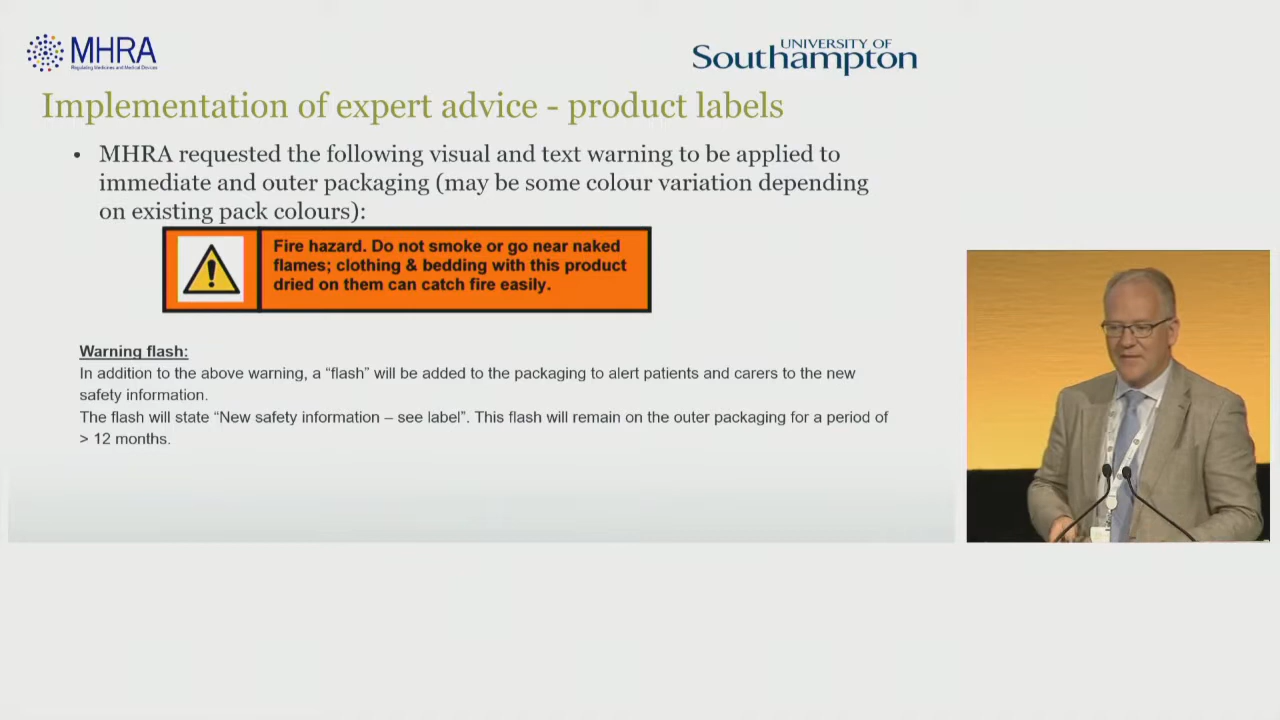 MHRA
Regulating Medicines and Medical Devices
UNIVERSITY OF
Southampton
Implementation of expert advice - product labels
• MHRA requested the following visual and text warning to be applied to
immediate and outer packaging (may be some colour variation depending
on existing pack colours):
Fire hazard. Do not smoke or go near naked
flames; clothing & bedding with this product
dried on them can catch fire easily.
Warning flash:
In addition to the above warning, a “flash” will be added to the packaging to alert patients and carers to the new
safety information.
The flash will state “New safety information – see label”. This flash will remain on the outer packaging for a period of
> 12 months.